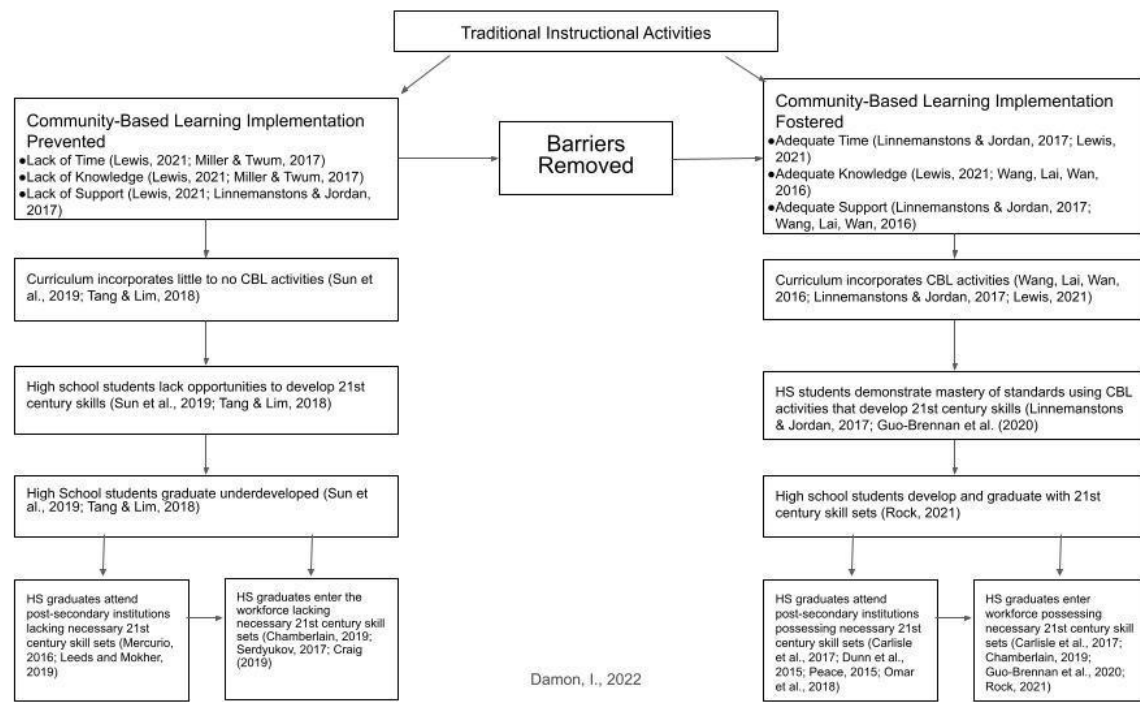 Traditional Instructional Activities
Community-Based Learning Implementation
Prevented
●Lack of Time (Lewis, 2021; Miller & Twum, 2017)
●Lack of Knowledge (Lewis, 2021; Miller & Twum, 2017)
●Lack of Support (Lewis, 2021; Linnemanstons & Jordan,
2017)
Barriers
Removed
Community-Based Learning Implementation
Fostered
●Adequate Time (Linnemanstons & Jordan, 2017; Lewis,
2021)
●Adequate Knowledge (Lewis, 2021; Wang, Lai, Wan,
2016)
●Adequate Support (Linnemanstons & Jordan, 2017;
Wang, Lai, Wan, 2016)
Curriculum incorporates little to no CBL activities (Sun
et al., 2019; Tang & Lim, 2018)
Curriculum incorporates CBL activities (Wang, Lai, Wan,
2016; Linnemanstons & Jordan, 2017; Lewis, 2021)
High school students lack opportunities to develop 21st
century skills (Sun et al., 2019; Tang & Lim, 2018)
HS students demonstrate mastery of standards using CBL
activities that develop 21st century skills (Linnemanstons
& Jordan, 2017; Guo-Brennan et al. (2020)
High School students graduate underdeveloped (Sun et
al., 2019; Tang & Lim, 2018)
High school students develop and graduate with 21st
century skill sets (Rock, 2021)
HS graduates attend
post-secondary institutions
lacking necessary 21st
century skill sets (Mercurio,
2016; Leeds and Mokher,
2019)
HS graduates enter the
workforce lacking
necessary 21st century skill
sets (Chamberlain, 2019;
Serdyukov, 2017; Craig
(2019)
HS graduates attend
post-secondary institutions
possessing necessary 21st
century skill sets (Carlisle
et al., 2017; Dunn et al.,
2015; Peace, 2015; Omar
et al., 2018)
HS graduates enter
workforce possessing
necessary 21st century skill
sets (Carlisle et al., 2017;
Chamberlain, 2019;
Guo-Brennan et al., 2020;
Rock, 2021)
Damon, I., 2022